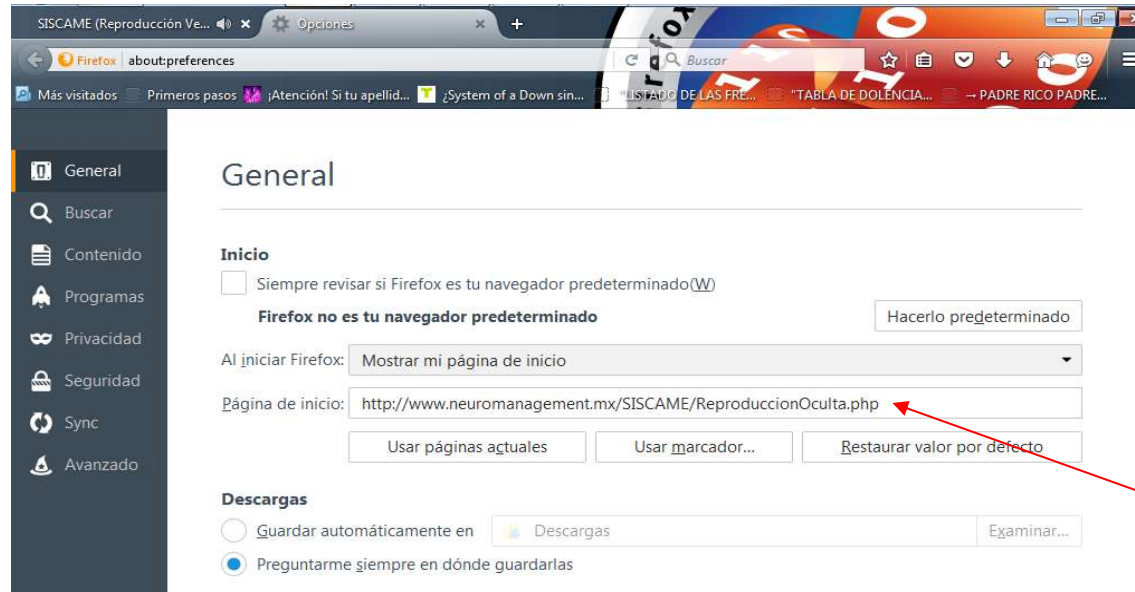 SISCAME (Reproducción Ve...
Opciones
Firefox about:preferences
Buscar
Más visitados Primeros pasos ¡Atención! Si tu apellid... ¿System of a Down sin... "LISTADO DE LAS FRE... "TABLA DE DOLENCIA... → PADRE RICO PADRE...
General
Buscar
Contenido
Programas
Privacidad
Seguridad
Sync
Avanzado
General
Inicio
Siempre revisar si Firefox es tu navegador predeterminado(W)
Firefox no es tu navegador predeterminado
Hacerlo predeterminado
Al iniciar Firefox: Mostrar mi página de inicio
Página de inicio: http://www.neuromanagement.mx/SISCAME/ReproduccionOculta.php
Usar páginas actuales Usar marcador... Restaurar valor por defecto
Descargas
Guardar automáticamente en Descargas Examinar...
Preguntarme siempre en dónde guardarlas